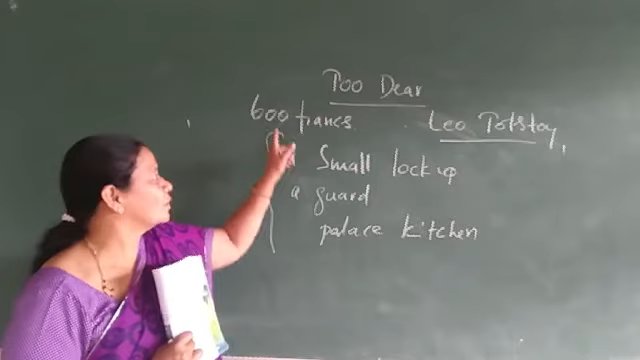 Too Dear
600 francs
Leo Tolstoy,
Small lockup
a guard
palace kitchen